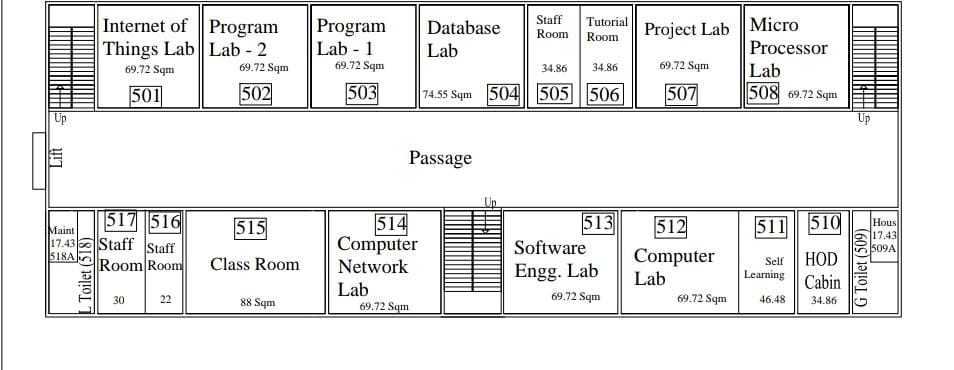 Internet of
Things Lab
69.72 Sqm
501
Program
Lab - 2
69.72 Sqm
502
Program
Lab - 1
69.72 Sqm
503
Database
Lab
74.55 Sqm
504
Staff
Room
34.86
505
Tutorial
Room
34.86
506
Project Lab
69.72 Sqm
507
Micro
Processor
Lab
508 69.72 Sqm
Up
Up
Lift
Passage
Up
Maint
17.43
518A
L Toilet (518)
517
Staff
Room
30
516
Staff
Room
22
515
Class Room
88 Sqm
514
Computer
Network
Lab
69.72 Sqm
513
Software
Engg. Lab
69.72 Sqm
512
Computer
Lab
69.72 Sqm
511
Self
Learning
46.48
510
HOD
Cabin
34.86
G Toilet (509)
Hous
17.43
509A